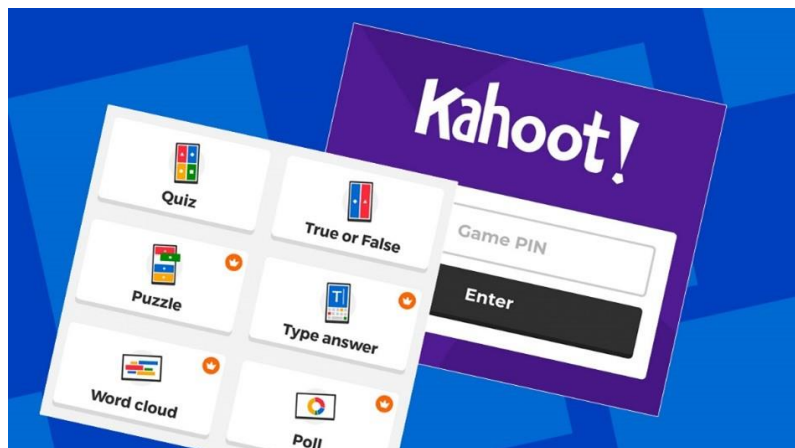 Kahoot!
Game PIN
Enter
Quiz
True or False
Puzzle
Type answer
Word cloud
Poll